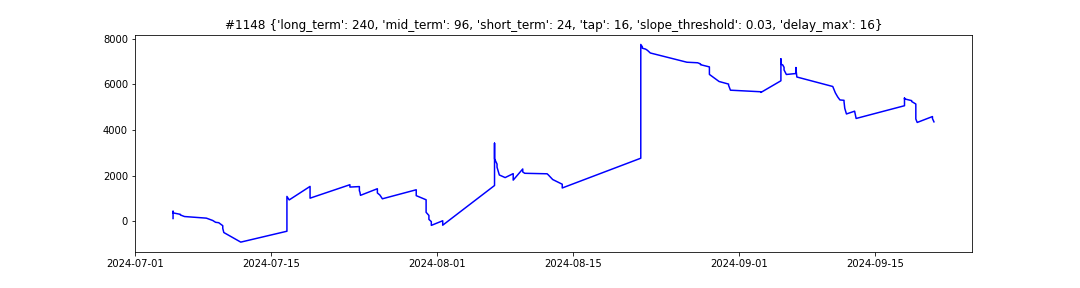 #1148 {'long_term': 240, 'mid_term': 96, 'short_term': 24, 'tap': 16, 'slope_threshold': 0.03, 'delay_max': 16}
8000
6000
4000
2000
0
2024-07-01 2024-07-15 2024-08-01 2024-08-15 2024-09-01 2024-09-15